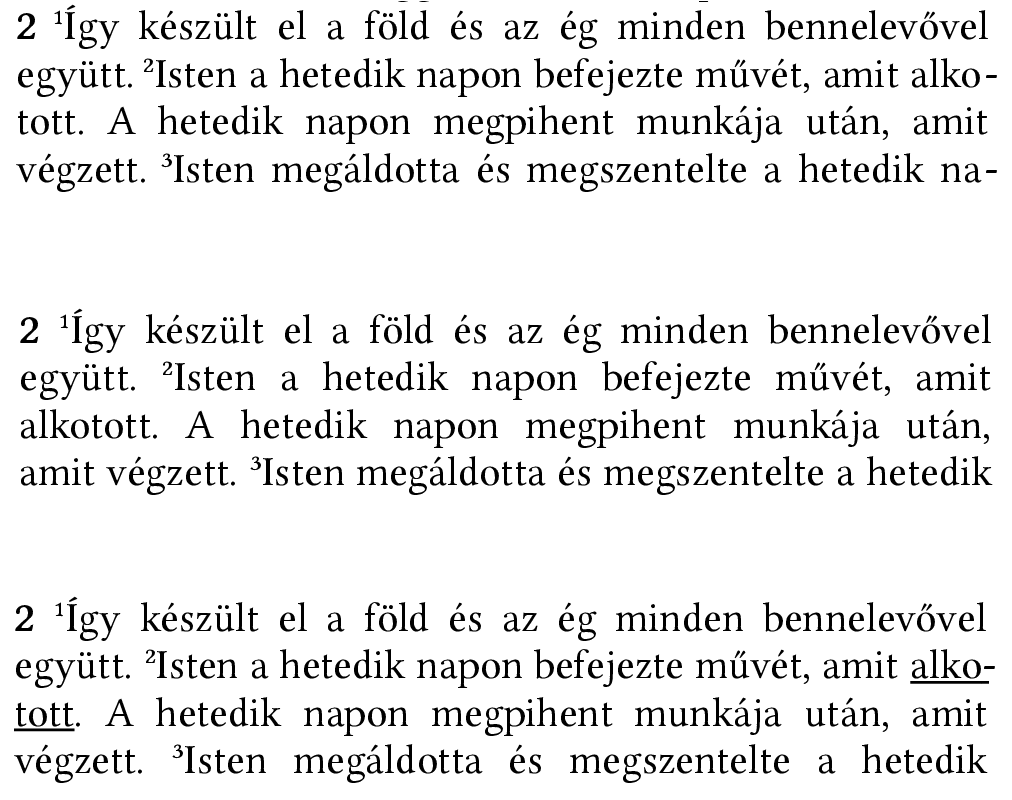 2 ¹Így készült el a föld és az ég minden bennelevővel
együtt. ²Isten a hetedik napon befejezte művét, amit alko-
tott. A hetedik napon megpihent munkája után, amit
végzett. ³Isten megáldotta és megszentelte a hetedik na-
2 ¹Így készült el a föld és az ég minden bennelevővel
együtt. ²Isten a hetedik napon befejezte művét, amit
alkotott. A hetedik napon megpihent munkája után,
amit végzett. ³Isten megáldotta és megszentelte a hetedik
2 ¹Így készült el a föld és az ég minden bennelevővel
együtt. ²Isten a hetedik napon befejezte művét, amit alko-
tott. A hetedik napon megpihent munkája után, amit
végzett. ³Isten megáldotta és megszentelte a hetedik